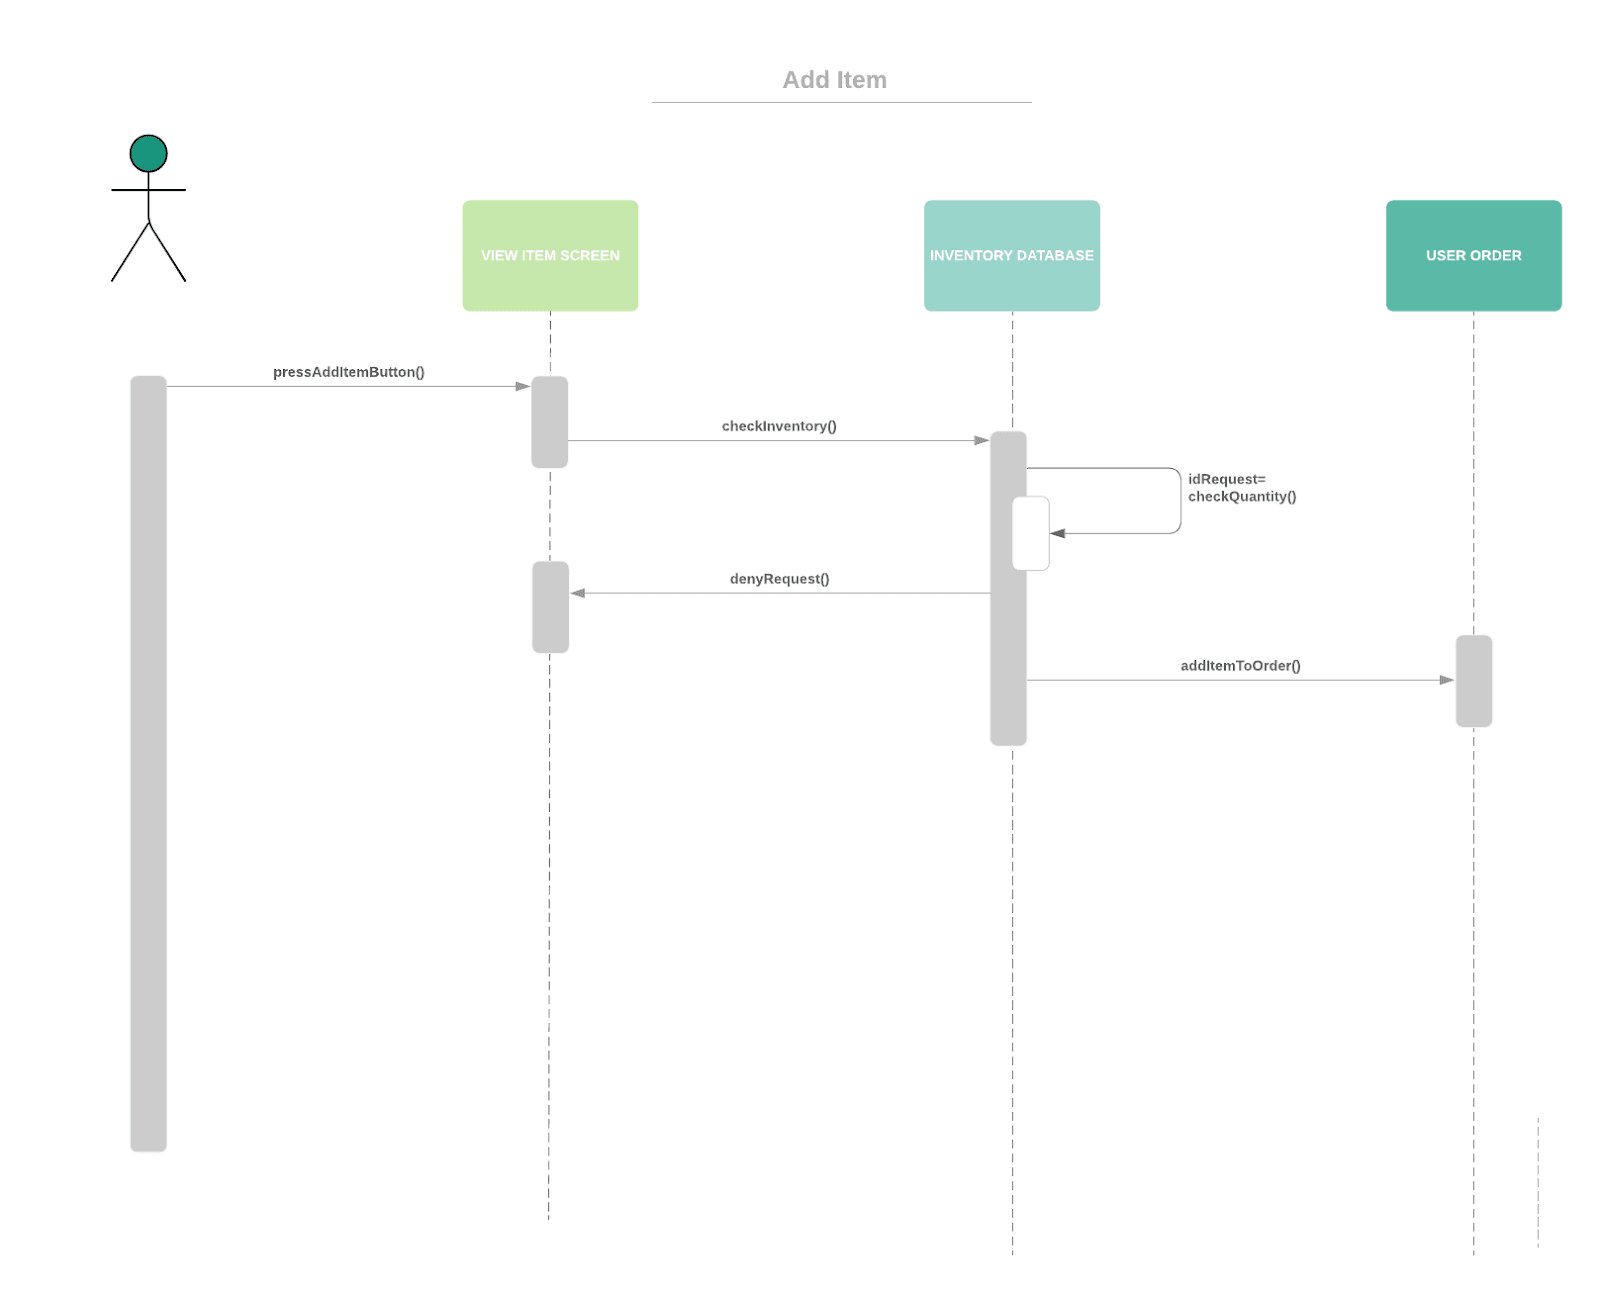 Add Item
VIEW ITEM SCREEN
INVENTORY DATABASE
USER ORDER
pressAddItemButton()
checkInventory()
idRequest=
checkQuantity()
denyRequest()
addItemToOrder()